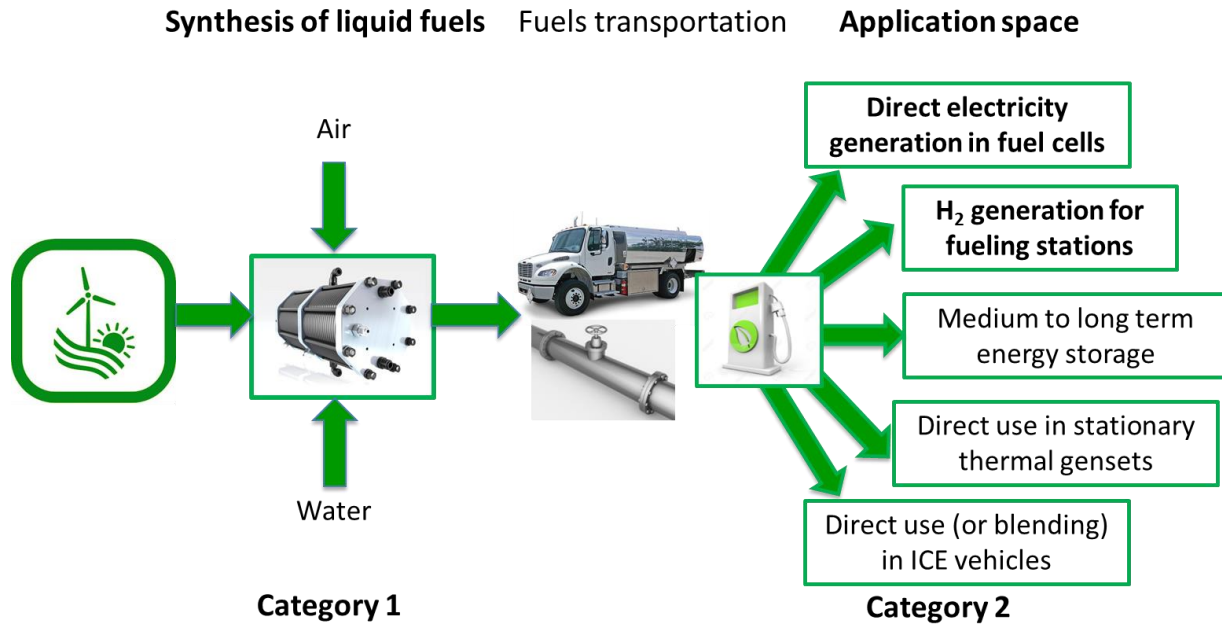 Synthesis of liquid fuels
Fuels transportation
Application space
Air
Water
Direct electricity
generation in fuel cells
H₂ generation for
fueling stations
Medium to long term
energy storage
Direct use in stationary
thermal gensets
Direct use (or blending)
in ICE vehicles
Category 1
Category 2